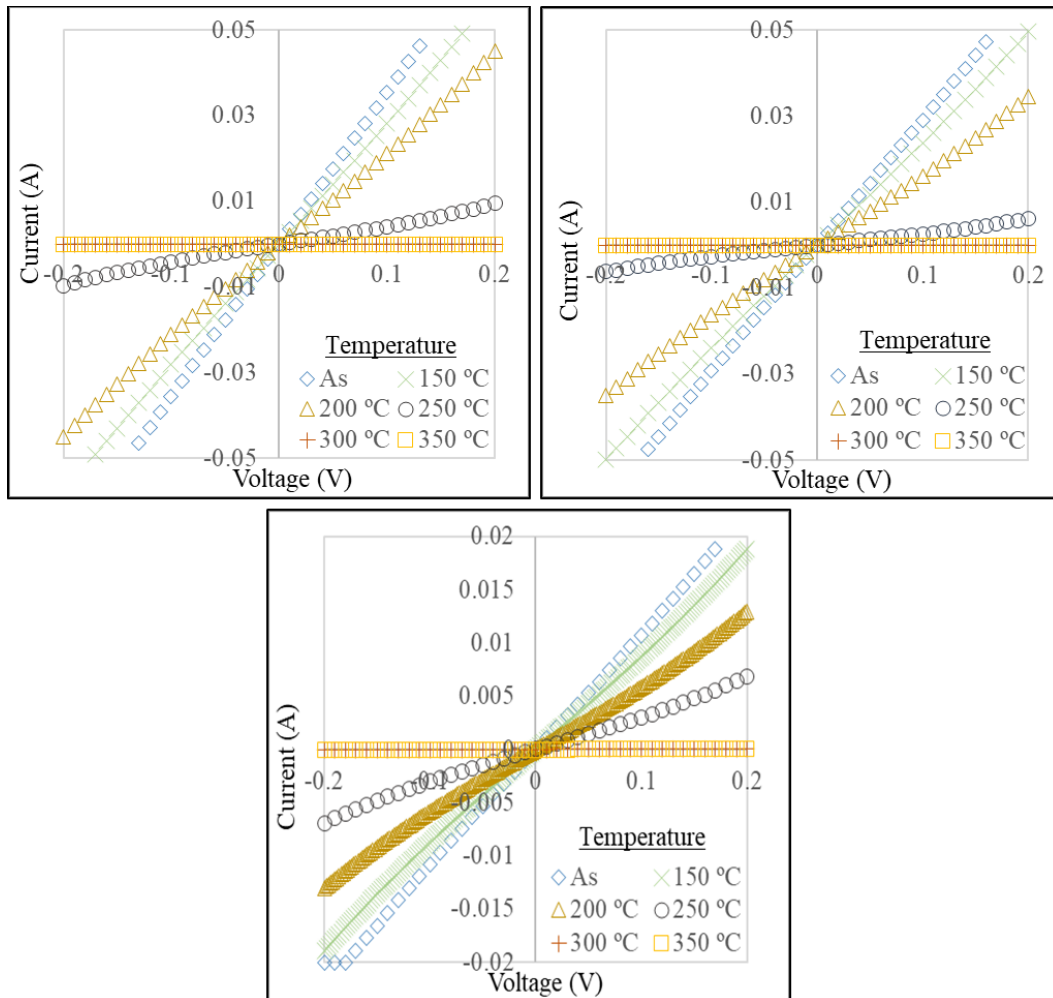 0.05
0.03
0.01
-0.2 -0.1 0 0.1 0.2
-0.01
-0.03
-0.05
Current (A)
Voltage (V)
Temperature
As 150 ºC
200 ºC 250 ºC
300 ºC 350 ºC
0.05
0.03
0.01
-0.2 -0.1 0 0.1 0.2
-0.01
-0.03
-0.05
Current (A)
Voltage (V)
Temperature
As 150 ºC
200 ºC 250 ºC
300 ºC 350 ºC
0.02
0.015
0.01
0.005
0
-0.2 -0.1 0 0.1 0.2
-0.005
-0.01
-0.015
-0.02
Current (A)
Voltage (V)
Temperature
As 150 ºC
200 ºC 250 ºC
300 ºC 350 ºC